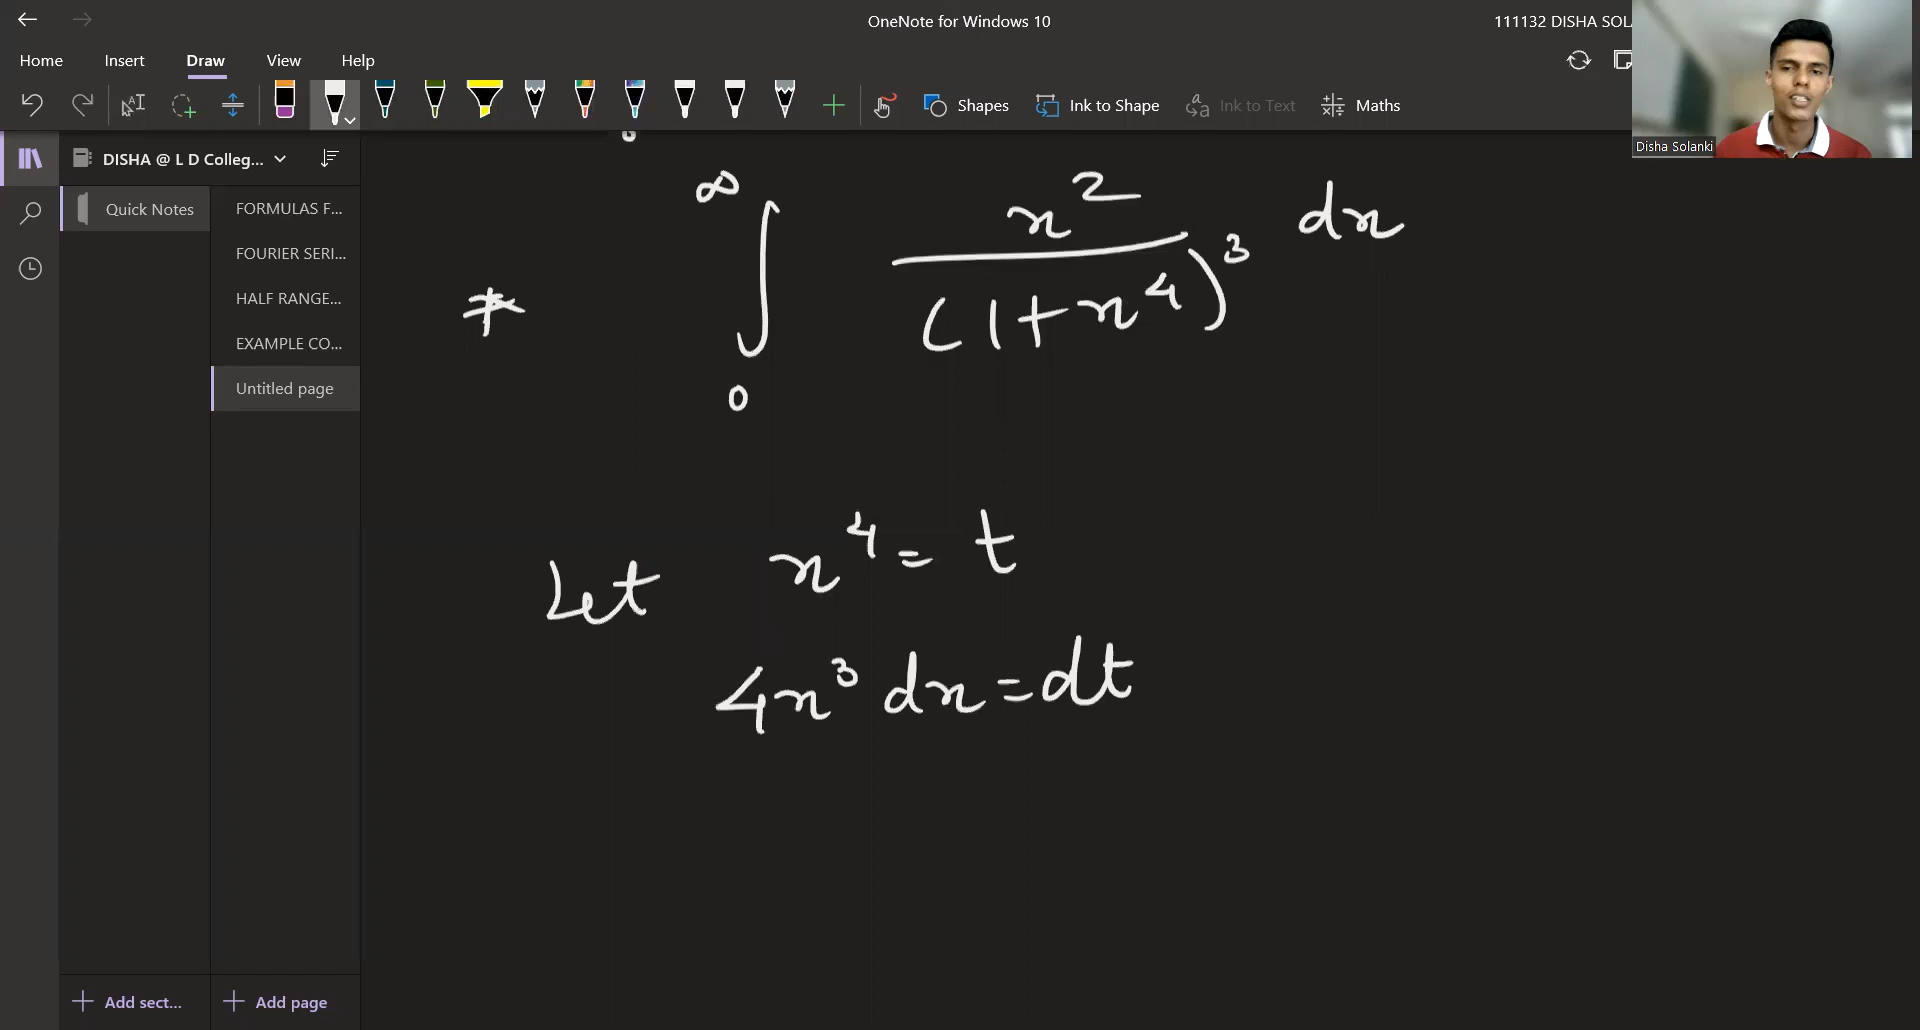 OneNote for Windows 10
111132 DISHA SOL
Home Insert Draw View Help
Shapes Ink to Shape Ink to Text Maths
Disha Solanki
DISHA @ L D Colleg...
Quick Notes
FORMULAS F...
FOURIER SERI...
HALF RANGE...
EXAMPLE CO...
Untitled page
* ∫₀^∞ x² / (1+x⁴)³ dx
Let x⁴ = t
4x³ dx = dt
Add sect...
Add page